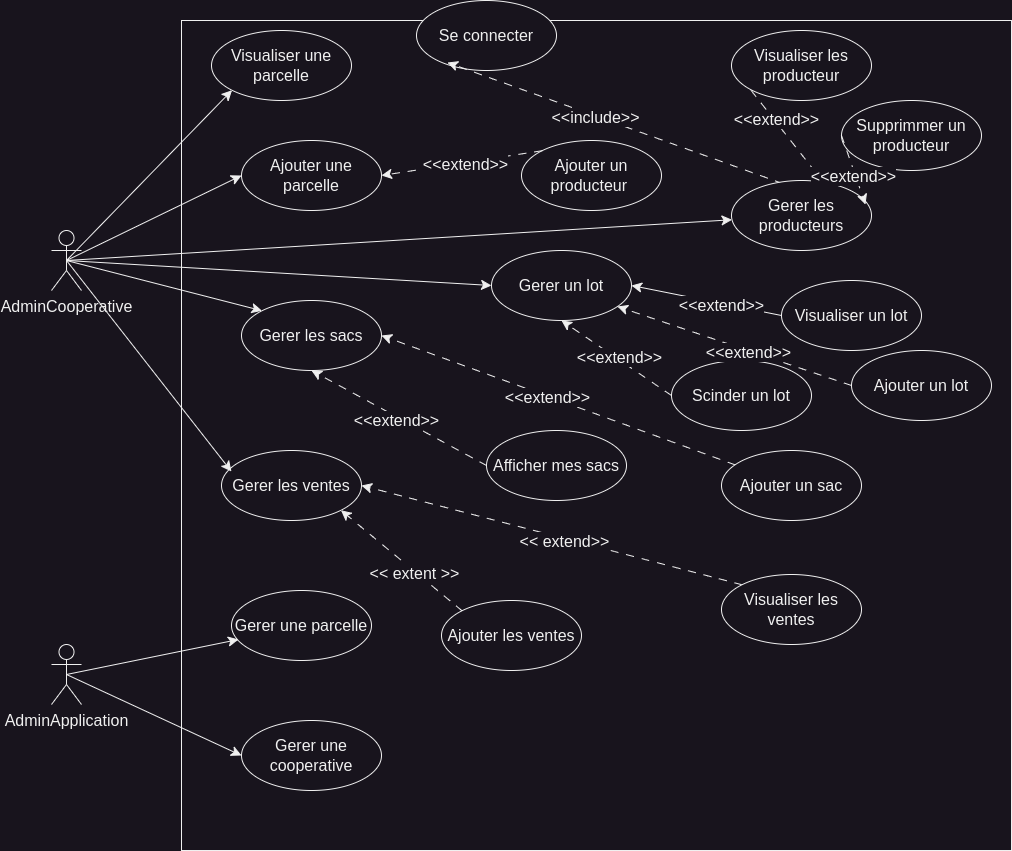 Se connecter
Visualiser une
parcelle
Visualiser les
producteur
<<include>>
<<extend>>
Supprimmer un
producteur
Ajouter une
parcelle
<<extend>>
Ajouter un
producteur
<<extend>>
Gerer les
producteurs
AdminCooperative
Gerer un lot
<<extend>>
Visualiser un lot
Gerer les sacs
<<extend>>
<<extend>>
Ajouter un lot
<<extend>>
Scinder un lot
<<extend>>
Afficher mes sacs
Ajouter un sac
Gerer les ventes
<< extend>>
<< extent >>
Visualiser les
ventes
Gerer une parcelle
Ajouter les ventes
AdminApplication
Gerer une
cooperative